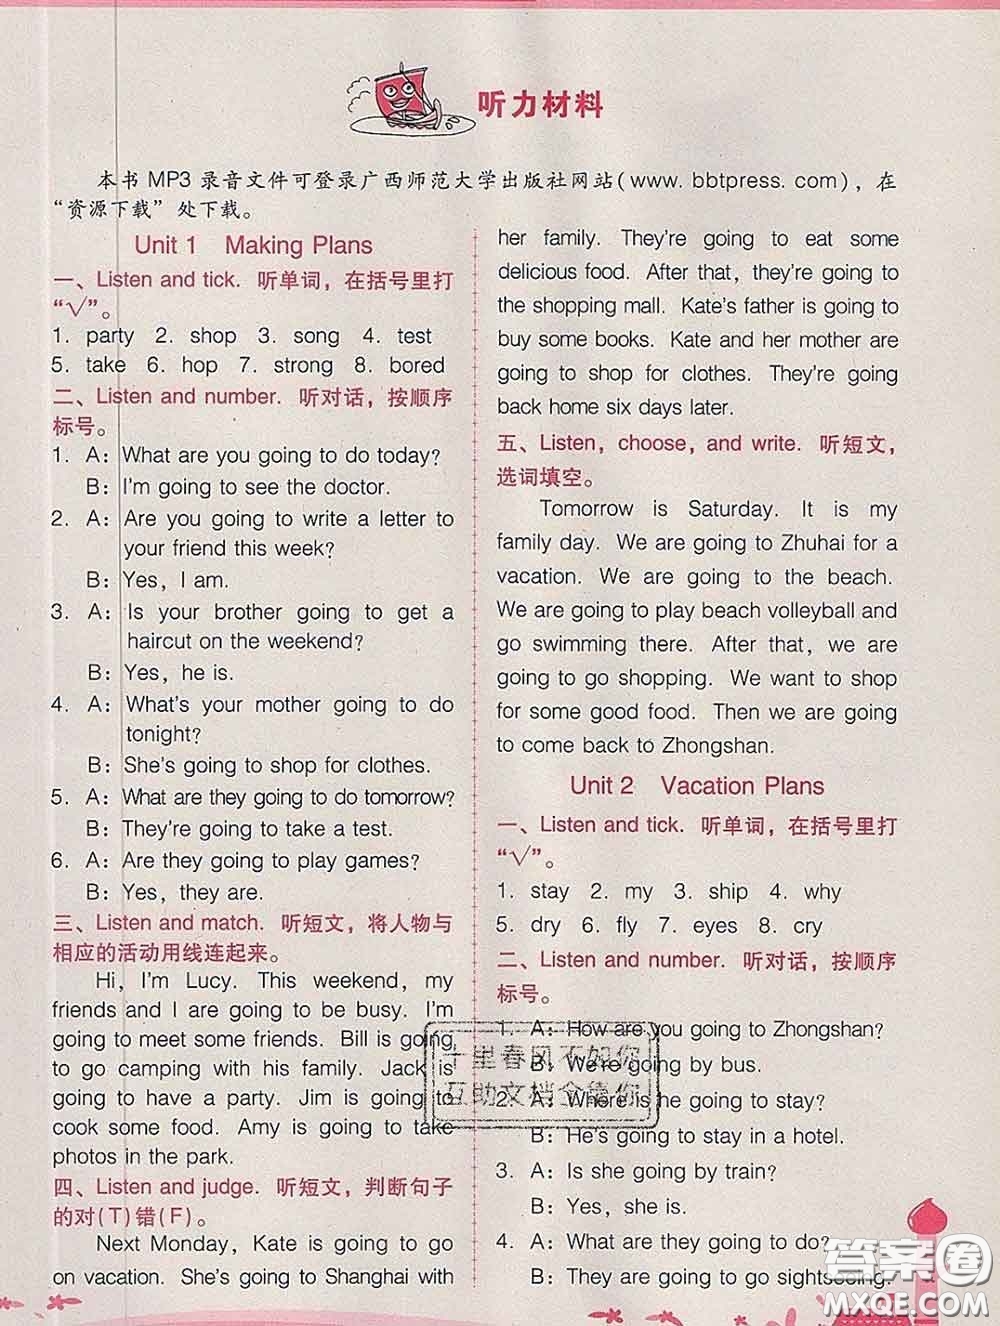 听力材料
本书 MP3 录音文件可登录广西师范大学出版社网站(www. bbtpress. com)，在
“资源下载” 处下载。
Unit 1 Making Plans
一、Listen and tick. 听单词，在括号里打
“√”。
1. party 2. shop 3. song 4. test
5. take 6. hop 7. strong 8. bored
二、Listen and number. 听对话，按顺序
标号。
1. A: What are you going to do today?
B: I'm going to see the doctor.
2. A: Are you going to write a letter to
your friend this week?
B: Yes, I am.
3. A: Is your brother going to get a
haircut on the weekend?
B: Yes, he is.
4. A: What's your mother going to do
tonight?
B: She's going to shop for clothes.
5. A: What are they going to do tomorrow?
B: They're going to take a test.
6. A: Are they going to play games?
B: Yes, they are.
三、Listen and match. 听短文，将人物与
相应的活动用线连起来。
Hi, I'm Lucy. This weekend, my
friends and I are going to be busy. I'm
going to meet some friends. Bill is going
to go camping with his family. Jack is
going to have a party. Jim is going to
cook some food. Amy is going to take
photos in the park.
四、Listen and judge. 听短文，判断句子
的对(T)错(F)。
Next Monday, Kate is going to go
on vacation. She's going to Shanghai with
her family. They're going to eat some
delicious food. After that, they're going to
the shopping mall. Kate's father is going to
buy some books. Kate and her mother are
going to shop for clothes. They're going
back home six days later.
五、Listen, choose, and write. 听短文，
选词填空。
Tomorrow is Saturday. It is my
family day. We are going to Zhuhai for a
vacation. We are going to the beach.
We are going to play beach volleyball and
go swimming there. After that, we are
going to go shopping. We want to shop
for some good food. Then we are going
to come back to Zhongshan.
Unit 2 Vacation Plans
一、Listen and tick. 听单词，在括号里打
“√”。
1. stay 2. my 3. ship 4. why
5. dry 6. fly 7. eyes 8. cry
二、Listen and number. 听对话，按顺序
标号。
1. A: How are you going to Zhongshan?
B: We're going by bus.
2. A: Where is he going to stay?
B: He's going to stay in a hotel.
3. A: Is she going by train?
B: Yes, she is.
4. A: What are they going to do?
B: They are going to go sightseeing.
十里春风不如你
互助文档全靠你
答案圈
MXQE.COM